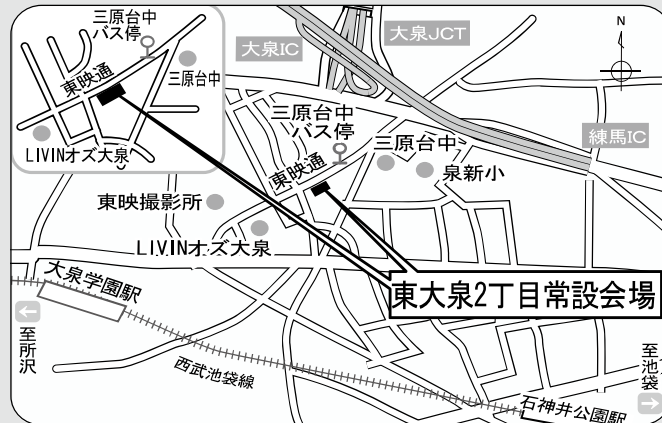 三原台中
バス停
三原台中
東映通
LIVINオズ大泉
大泉IC
大泉JCT
N
練馬IC
三原台中
バス停
三原台中
泉新小
東映通
東映撮影所
LIVINオズ大泉
大泉学園駅
東大泉2丁目常設会場
至所沢
西武池袋線
石神井公園駅
至池袋